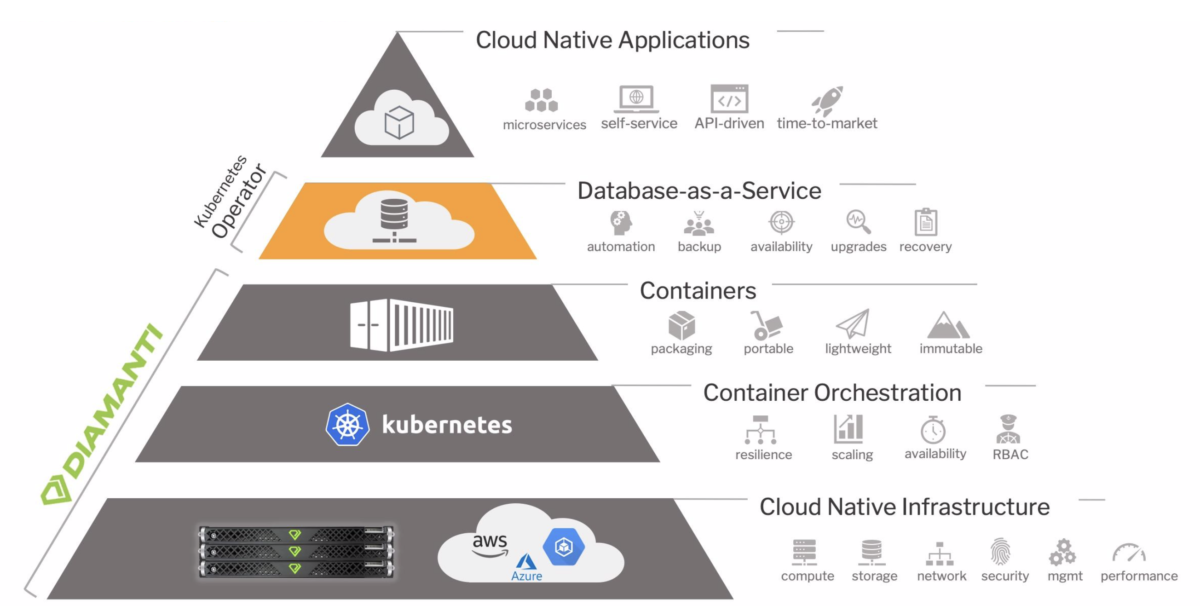 Cloud Native Applications
microservices self-service API-driven time-to-market
Kubernetes
Operator
Database-as-a-Service
automation backup availability upgrades recovery
Containers
packaging portable lightweight immutable
DIAMANTI
Container Orchestration
kubernetes
resilience scaling availability RBAC
Cloud Native Infrastructure
aws
Azure
compute storage network security mgmt performance